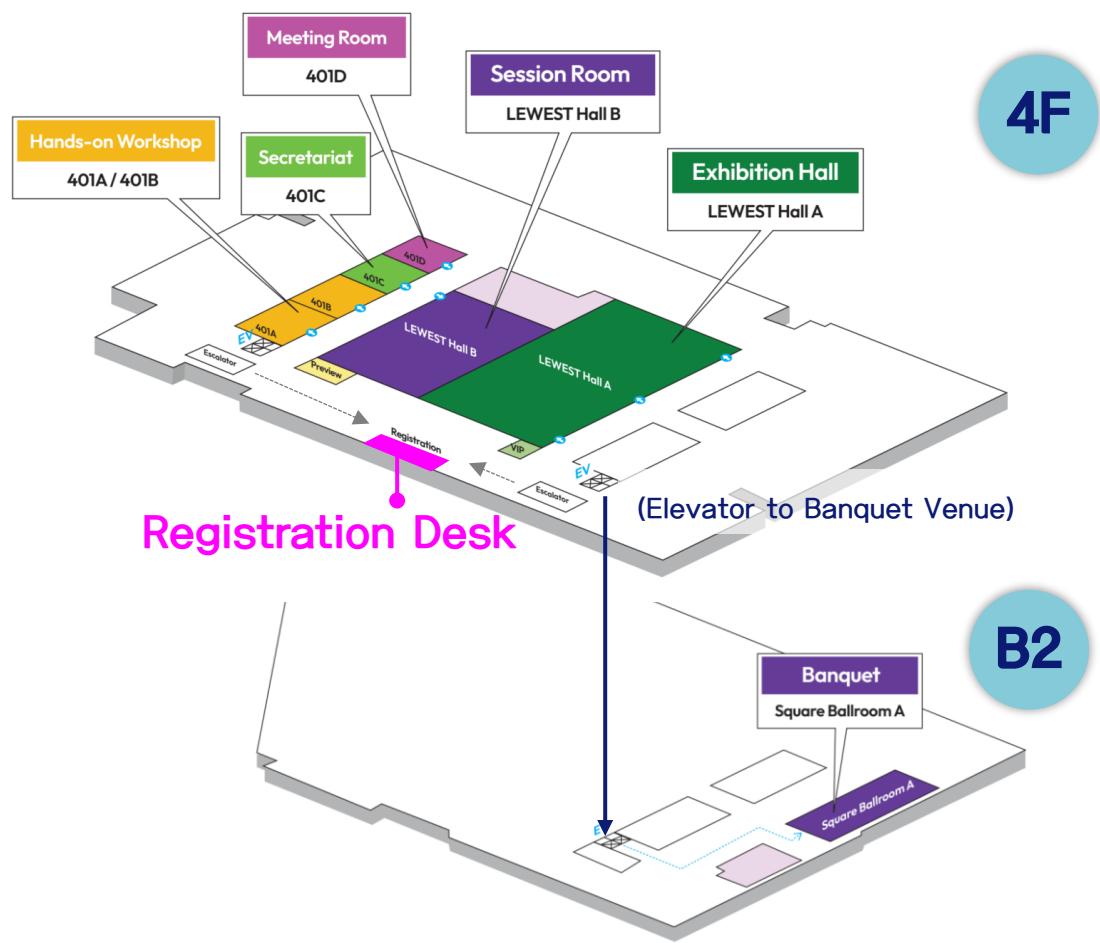 Meeting Room
401D
Session Room
LEWEST Hall B
4F
Hands-on Workshop
401A / 401B
Secretariat
401C
Exhibition Hall
LEWEST Hall A
401D
401C
401B
401A
EV
Escalator
LEWEST Hall B
Preview
LEWEST Hall A
Registration
VIP
EV
Escalator
(Elevator to Banquet Venue)
Registration Desk
B2
Banquet
Square Ballroom A
Square Ballroom A
E